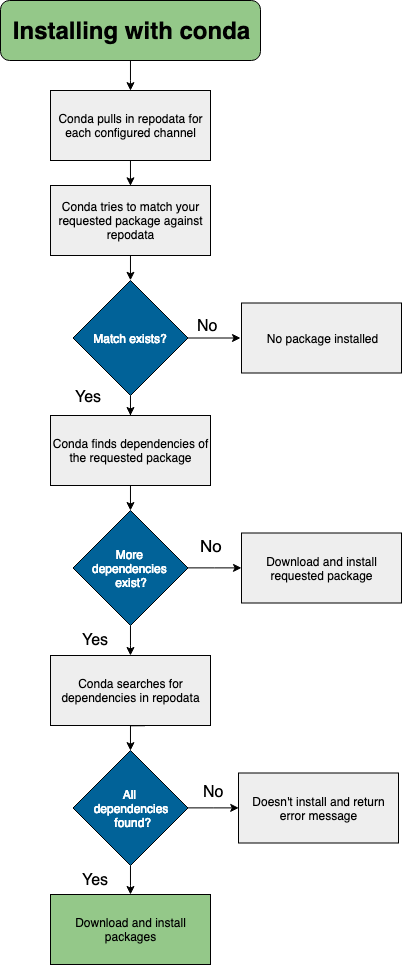 Installing with conda
Conda pulls in repodata for
each configured channel
Conda tries to match your
requested package against
repodata
Match exists?
No
No package installed
Yes
Conda finds dependencies of
the requested package
More
dependencies
exist?
No
Download and install
requested package
Yes
Conda searches for
dependencies in repodata
All
dependencies
found?
No
Doesn't install and return
error message
Yes
Download and install
packages